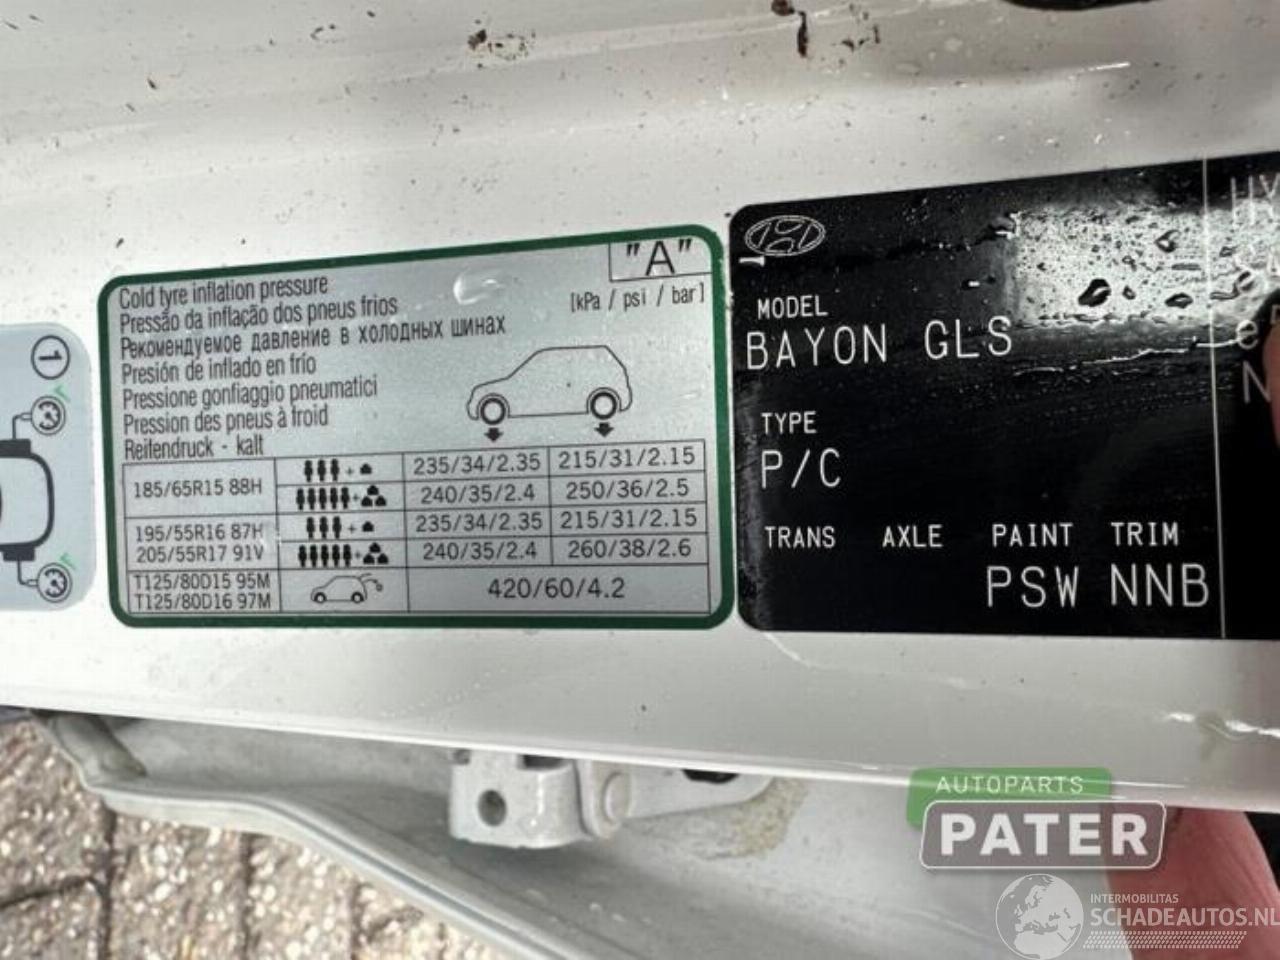 "A"
Cold tyre inflation pressure
Pressão da inflação dos pneus frios
[kPa / psi / bar]
Рекомендуемое давление в холодных шинах
Presión de inflado en frío
Pressione gonfiaggio pneumatici
Pression des pneus à froid
Reifendruck - kalt
185/65R15 88H
+ 235/34/2.35 215/31/2.15
+ 240/35/2.4 250/36/2.5
195/55R16 87H
205/55R17 91V
+ 235/34/2.35 215/31/2.15
+ 240/35/2.4 260/38/2.6
T125/80D15 95M
T125/80D16 97M
420/60/4.2
1
MODEL
BAYON GLS
TYPE
P/C
TRANS AXLE PAINT TRIM
PSW NNB
HY
AUTOPARTS
PATER
INTERMOBILITAS
SCHADEAUTOS.NL